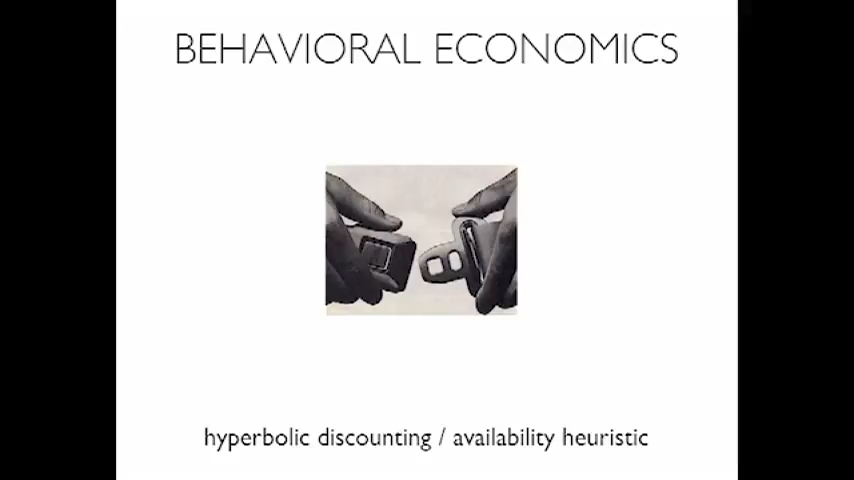 BEHAVIORAL ECONOMICS
hyperbolic discounting / availability heuristic